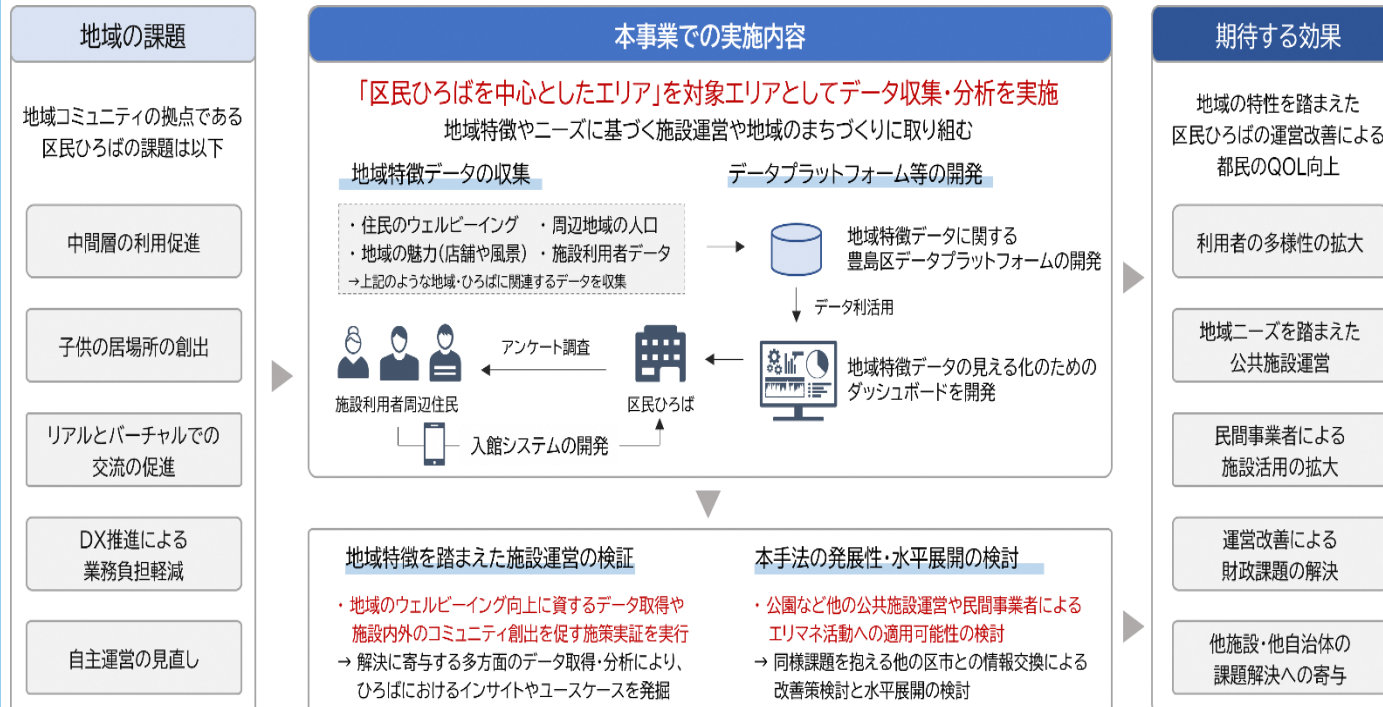 地域の課題
地域コミュニティの拠点である
区民ひろばの課題は以下
中間層の利用促進
子供の居場所の創出
リアルとバーチャルでの
交流の促進
DX推進による
業務負担軽減
自主運営の見直し
本事業での実施内容
「区民ひろばを中心としたエリア」を対象エリアとしてデータ収集・分析を実施
地域特徴やニーズに基づく施設運営や地域のまちづくりに取り組む
地域特徴データの収集
・住民のウェルビーイング ・周辺地域の人口
・地域の魅力(店舗や風景) ・施設利用者データ
→上記のような地域・ひろばに関連するデータを収集
データプラットフォーム等の開発
地域特徴データに関する
豊島区データプラットフォームの開発
データ利活用
地域特徴データの見える化のための
ダッシュボードを開発
アンケート調査
施設利用者周辺住民
区民ひろば
入館システムの開発
地域特徴を踏まえた施設運営の検証
・地域のウェルビーイング向上に資するデータ取得や
施設内外のコミュニティ創出を促す施策実証を実行
→ 解決に寄与する多方面のデータ取得・分析により、
ひろばにおけるインサイトやユースケースを発掘
本手法の発展性・水平展開の検討
・公園など他の公共施設運営や民間事業者による
エリマネ活動への適用可能性の検討
→ 同様課題を抱える他の区市との情報交換による
改善策検討と水平展開の検討
期待する効果
地域の特性を踏まえた
区民ひろばの運営改善による
都民のQOL向上
利用者の多様性の拡大
地域ニーズを踏まえた
公共施設運営
民間事業者による
施設活用の拡大
運営改善による
財政課題の解決
他施設・他自治体の
課題解決への寄与